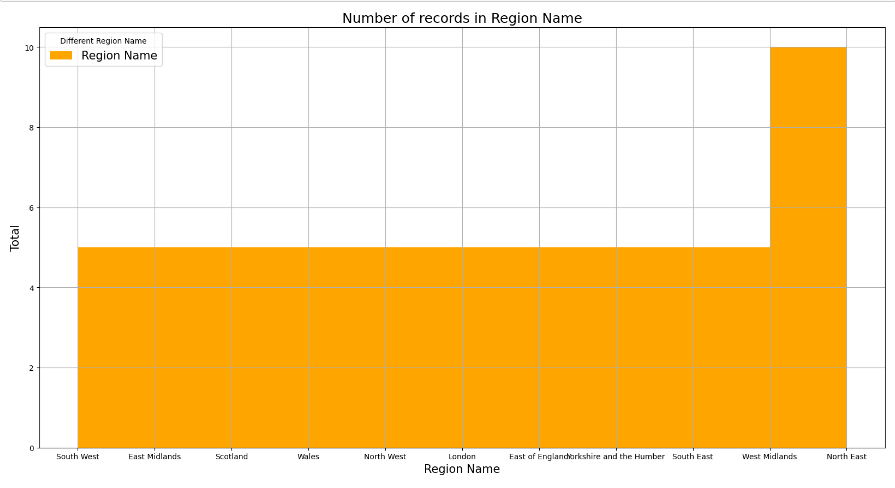 Number of records in Region Name
Different Region Name
Region Name
10
8
6
4
2
0
Total
South West East Midlands Scotland Wales North West London East of England Yorkshire and the Humber South East West Midlands North East
Region Name